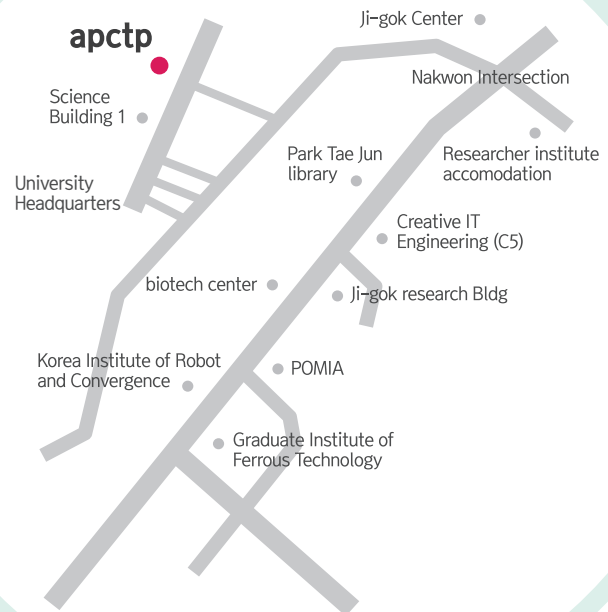 Ji-gok Center
apctp
Nakwon Intersection
Science
Building 1
Park Tae Jun
library
Researcher institute
accomodation
University
Headquarters
Creative IT
Engineering (C5)
biotech center
Ji-gok research Bldg
Korea Institute of Robot
and Convergence
POMIA
Graduate Institute of
Ferrous Technology